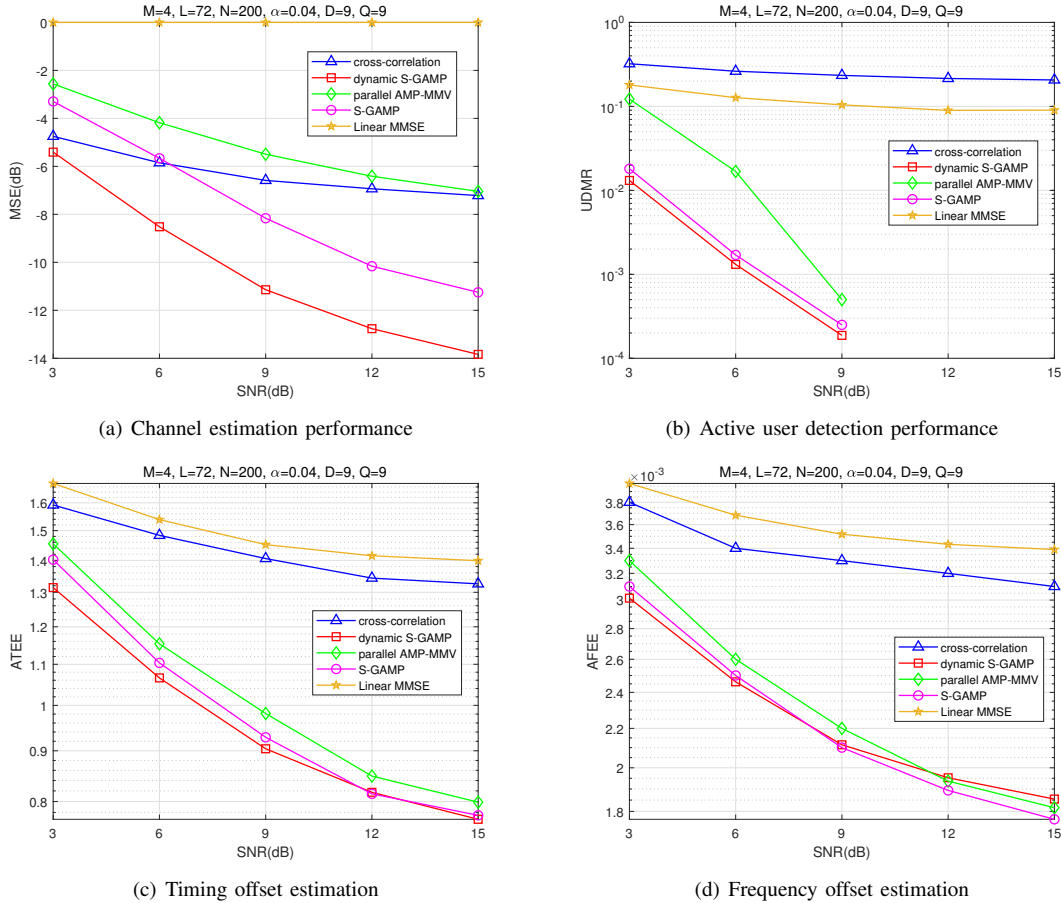 M=4, L=72, N=200, α=0.04, D=9, Q=9
0
-2
-4
-6
-8
-10
-12
-14
MSE(dB)
cross-correlation
dynamic S-GAMP
parallel AMP-MMV
S-GAMP
Linear MMSE
3 6 9 12 15
SNR(dB)
(a) Channel estimation performance
M=4, L=72, N=200, α=0.04, D=9, Q=9
10^0
10^-1
10^-2
10^-3
10^-4
UDMR
cross-correlation
dynamic S-GAMP
parallel AMP-MMV
S-GAMP
Linear MMSE
3 6 9 12 15
SNR(dB)
(b) Active user detection performance
M=4, L=72, N=200, α=0.04, D=9, Q=9
1.6
1.5
1.4
1.3
1.2
1.1
1
0.9
0.8
ATEE
cross-correlation
dynamic S-GAMP
parallel AMP-MMV
S-GAMP
Linear MMSE
3 6 9 12 15
SNR(dB)
(c) Timing offset estimation
M=4, L=72, N=200, α=0.04, D=9, Q=9
×10^-3
3.8
3.6
3.4
3.2
3
2.8
2.6
2.4
2.2
2
1.8
AFEE
cross-correlation
dynamic S-GAMP
parallel AMP-MMV
S-GAMP
Linear MMSE
3 6 9 12 15
SNR(dB)
(d) Frequency offset estimation